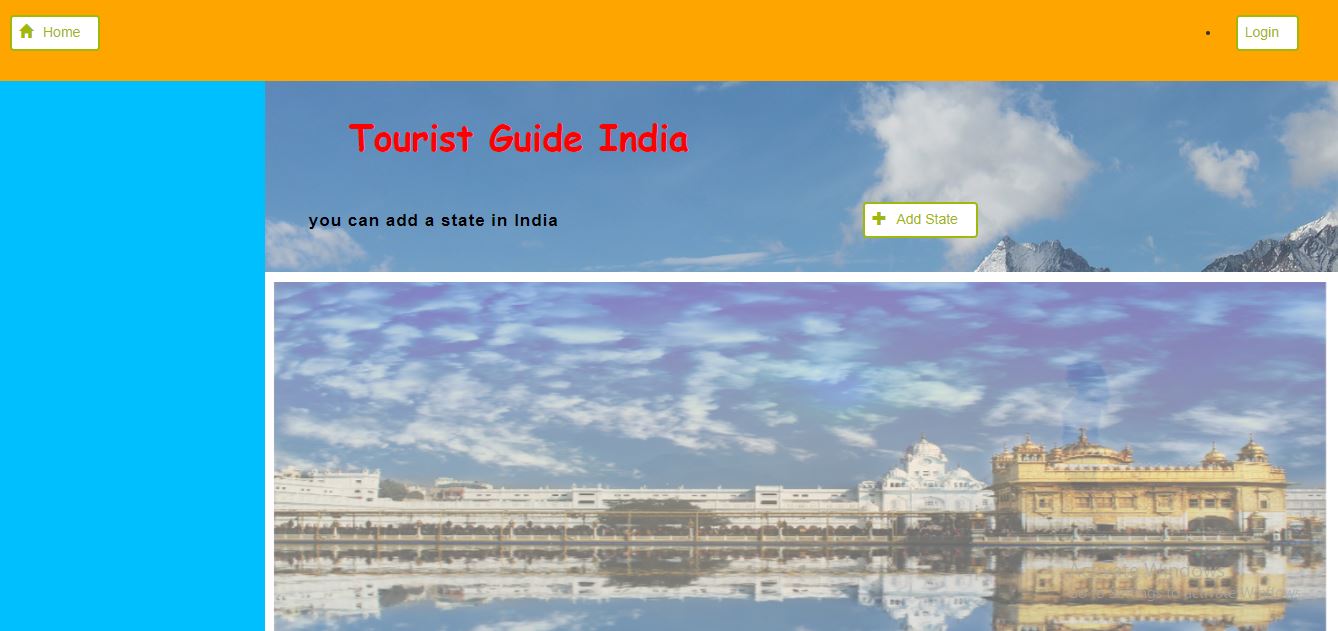 Home
Login
Tourist Guide India
you can add a state in India
Add State
Activate Windows
Go to Settings to activate Windows.